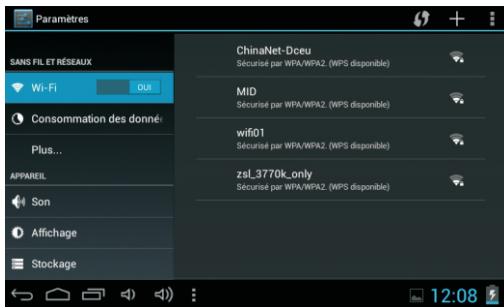 Paramètres
SANS FIL ET RÉSEAUX
Wi-Fi OUI
Consommation des donné
Plus...
APPAREIL
Son
Affichage
Stockage
ChinaNet-Dceu
Sécurisé par WPA/WPA2. (WPS disponible)
MID
Sécurisé par WPA/WPA2. (WPS disponible)
wifi01
Sécurisé par WPA/WPA2. (WPS disponible)
zsl_3770k_only
Sécurisé par WPA/WPA2. (WPS disponible)
12:08